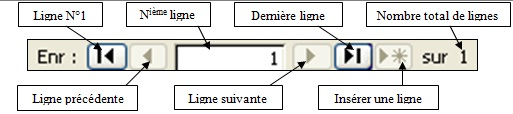 Ligne N°1
Nième ligne
Dernière ligne
Nombre total de lignes
Enr : 1 sur 1
Ligne précédente
Ligne suivante
Insérer une ligne